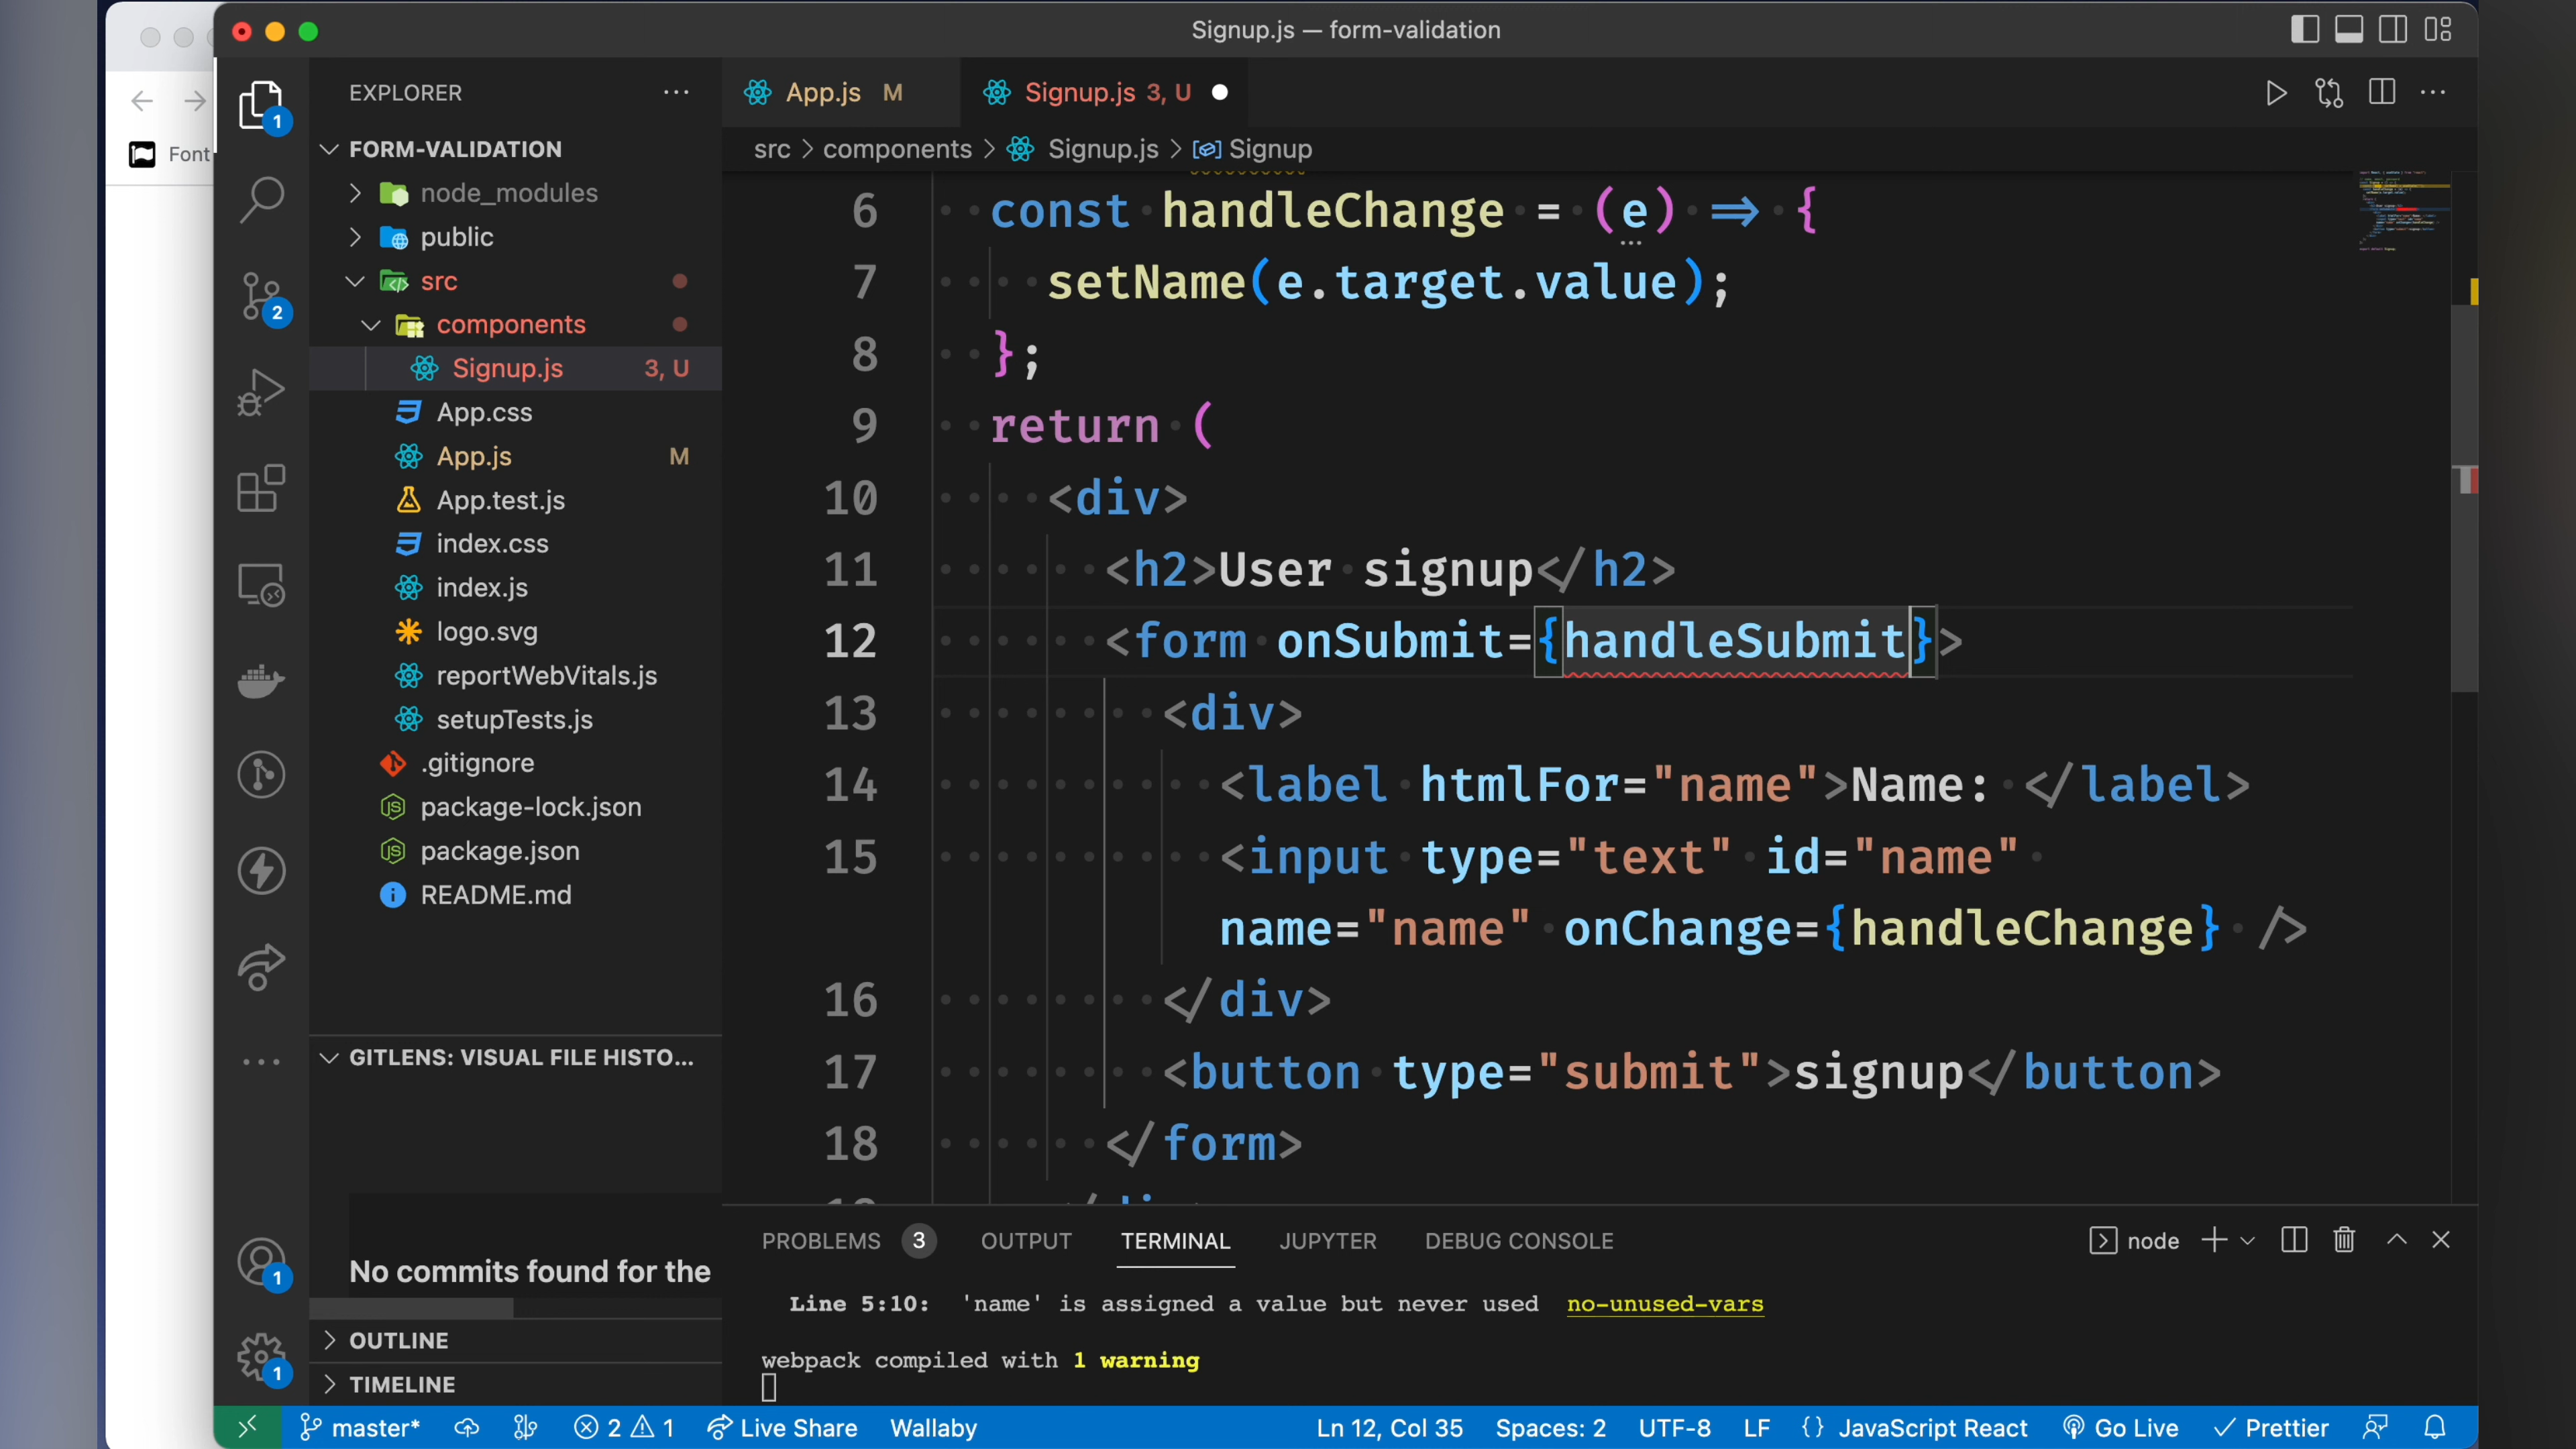 Signup.js — form-validation
Font
1
2
1
1
EXPLORER
FORM-VALIDATION
node_modules
public
src
components
Signup.js 3, U
App.css
App.js M
App.test.js
index.css
index.js
logo.svg
reportWebVitals.js
setupTests.js
.gitignore
package-lock.json
package.json
README.md
GITLENS: VISUAL FILE HISTO...
No commits found for the
OUTLINE
TIMELINE
App.js M
Signup.js 3, U
src > components > Signup.js > Signup
6 const handleChange = (e) => {
7 setName(e.target.value);
8 };
9 return (
10 <div>
11 <h2>User signup</h2>
12 <form onSubmit={handleSubmit}>
13 <div>
14 <label htmlFor="name">Name: </label>
15 <input type="text" id="name"
name="name" onChange={handleChange} />
16 </div>
17 <button type="submit">signup</button>
18 </form>
PROBLEMS 3 OUTPUT TERMINAL JUPYTER DEBUG CONSOLE
node
Line 5:10: 'name' is assigned a value but never used no-unused-vars
webpack compiled with 1 warning
master* 2 1 Live Share Wallaby Ln 12, Col 35 Spaces: 2 UTF-8 LF {} JavaScript React Go Live Prettier